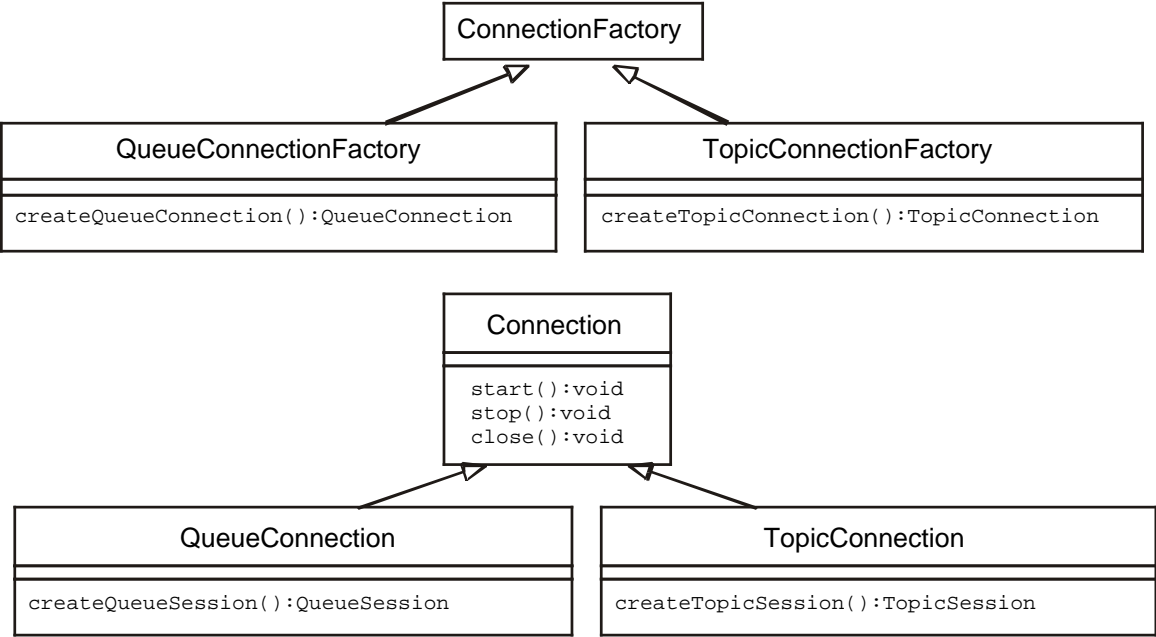 ConnectionFactory
QueueConnectionFactory
createQueueConnection():QueueConnection
TopicConnectionFactory
createTopicConnection():TopicConnection
Connection
start():void
stop():void
close():void
QueueConnection
createQueueSession():QueueSession
TopicConnection
createTopicSession():TopicSession